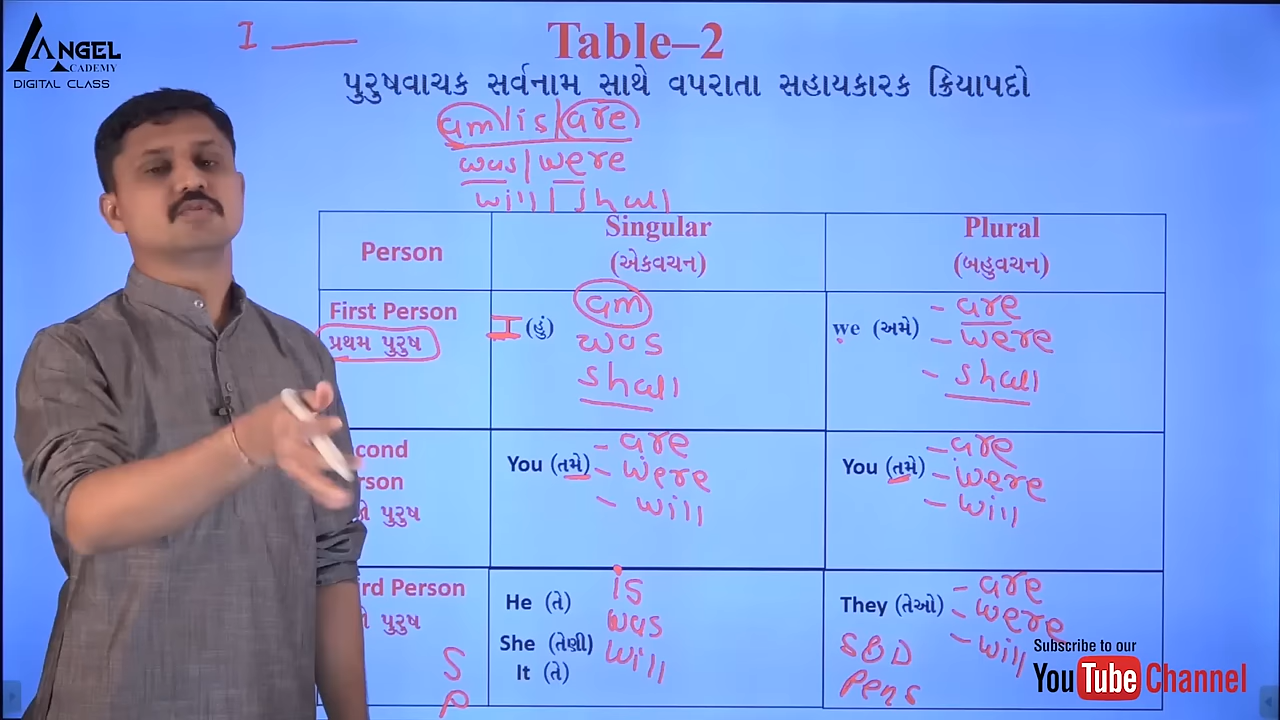 ANGEL
ACADEMY
DIGITAL CLASS
I
Table–2
પુરુષવાચક સર્વનામ સાથે વપરાતા સહાયકારક ક્રિયાપદો
am/is/are
was/were
will/shall
Person
Singular
(એકવચન)
Plural
(બહુવચન)
First Person
પ્રથમ પુરુષ
I (હું)
am
was
shall
we (અમે)
- are
- were
- shall
cond
rson
જો પુરુષ
You (તમે)
- are
- were
- will
You (તમે)
- are
- were
- will
ird Person
જો પુરુષ
S
P
He (તે)
She (તેણી)
It (તે)
is
was
will
They (તેઓ)
- are
- were
- will
SBD
Pens
Subscribe to our
YouTube Channel